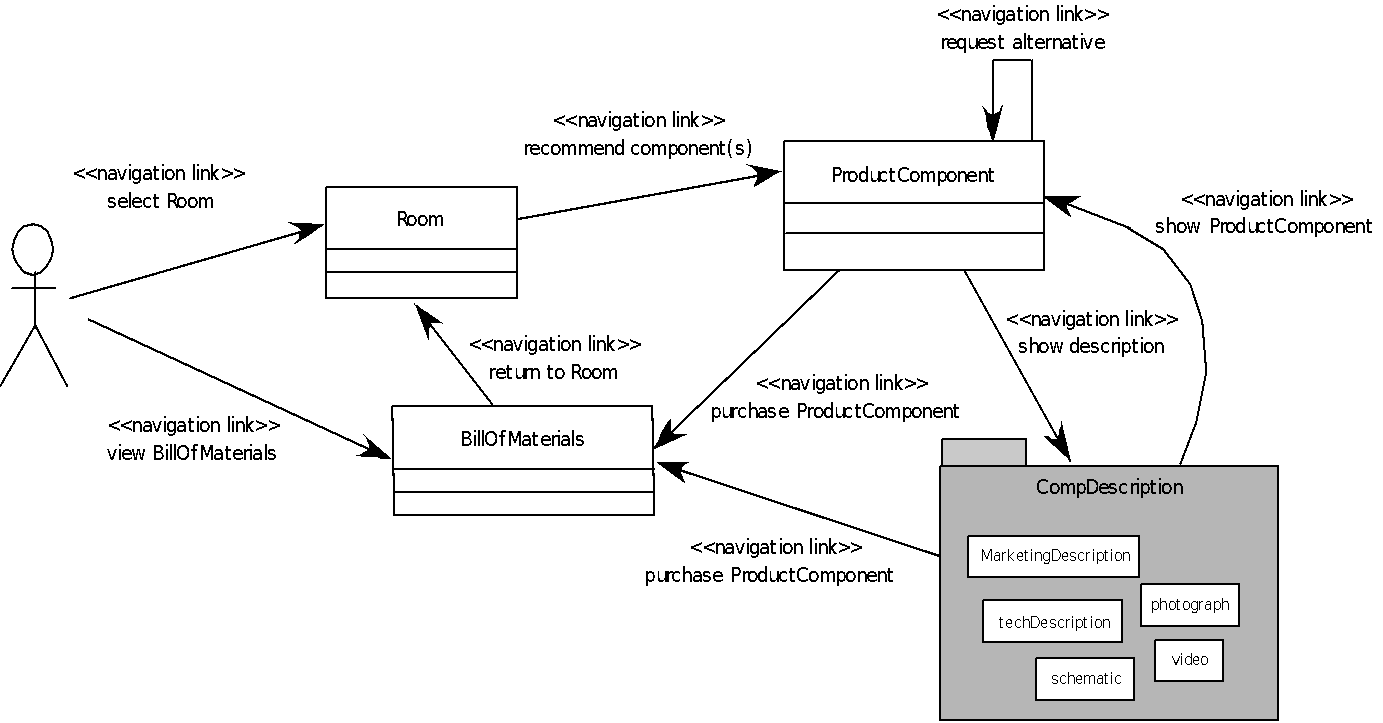 <<navigation link>>
request alternative
<<navigation link>>
recommend component(s)
<<navigation link>>
select Room
ProductComponent
<<navigation link>>
show ProductComponent
Room
<<navigation link>>
show description
<<navigation link>>
return to Room
<<navigation link>>
purchase ProductComponent
<<navigation link>>
view BillOfMaterials
BillOfMaterials
CompDescription
<<navigation link>>
purchase ProductComponent
MarketingDescription
photograph
techDescription
video
schematic